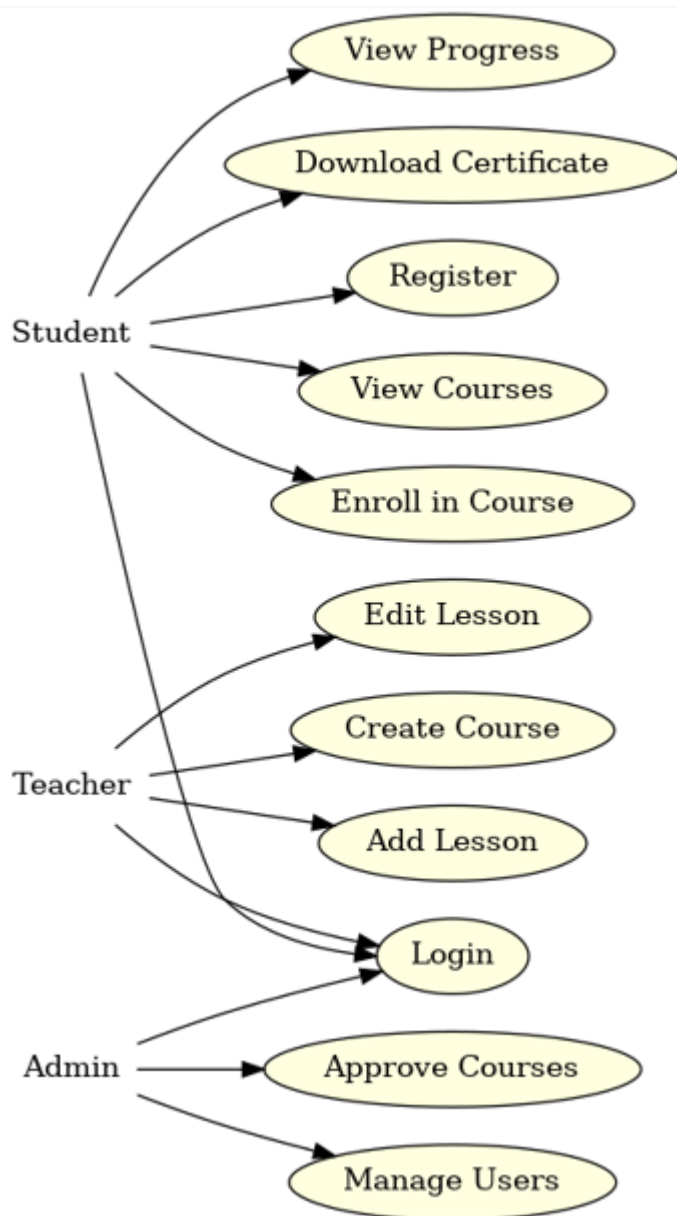 View Progress
Download Certificate
Register
Student
View Courses
Enroll in Course
Edit Lesson
Create Course
Teacher
Add Lesson
Login
Admin
Approve Courses
Manage Users